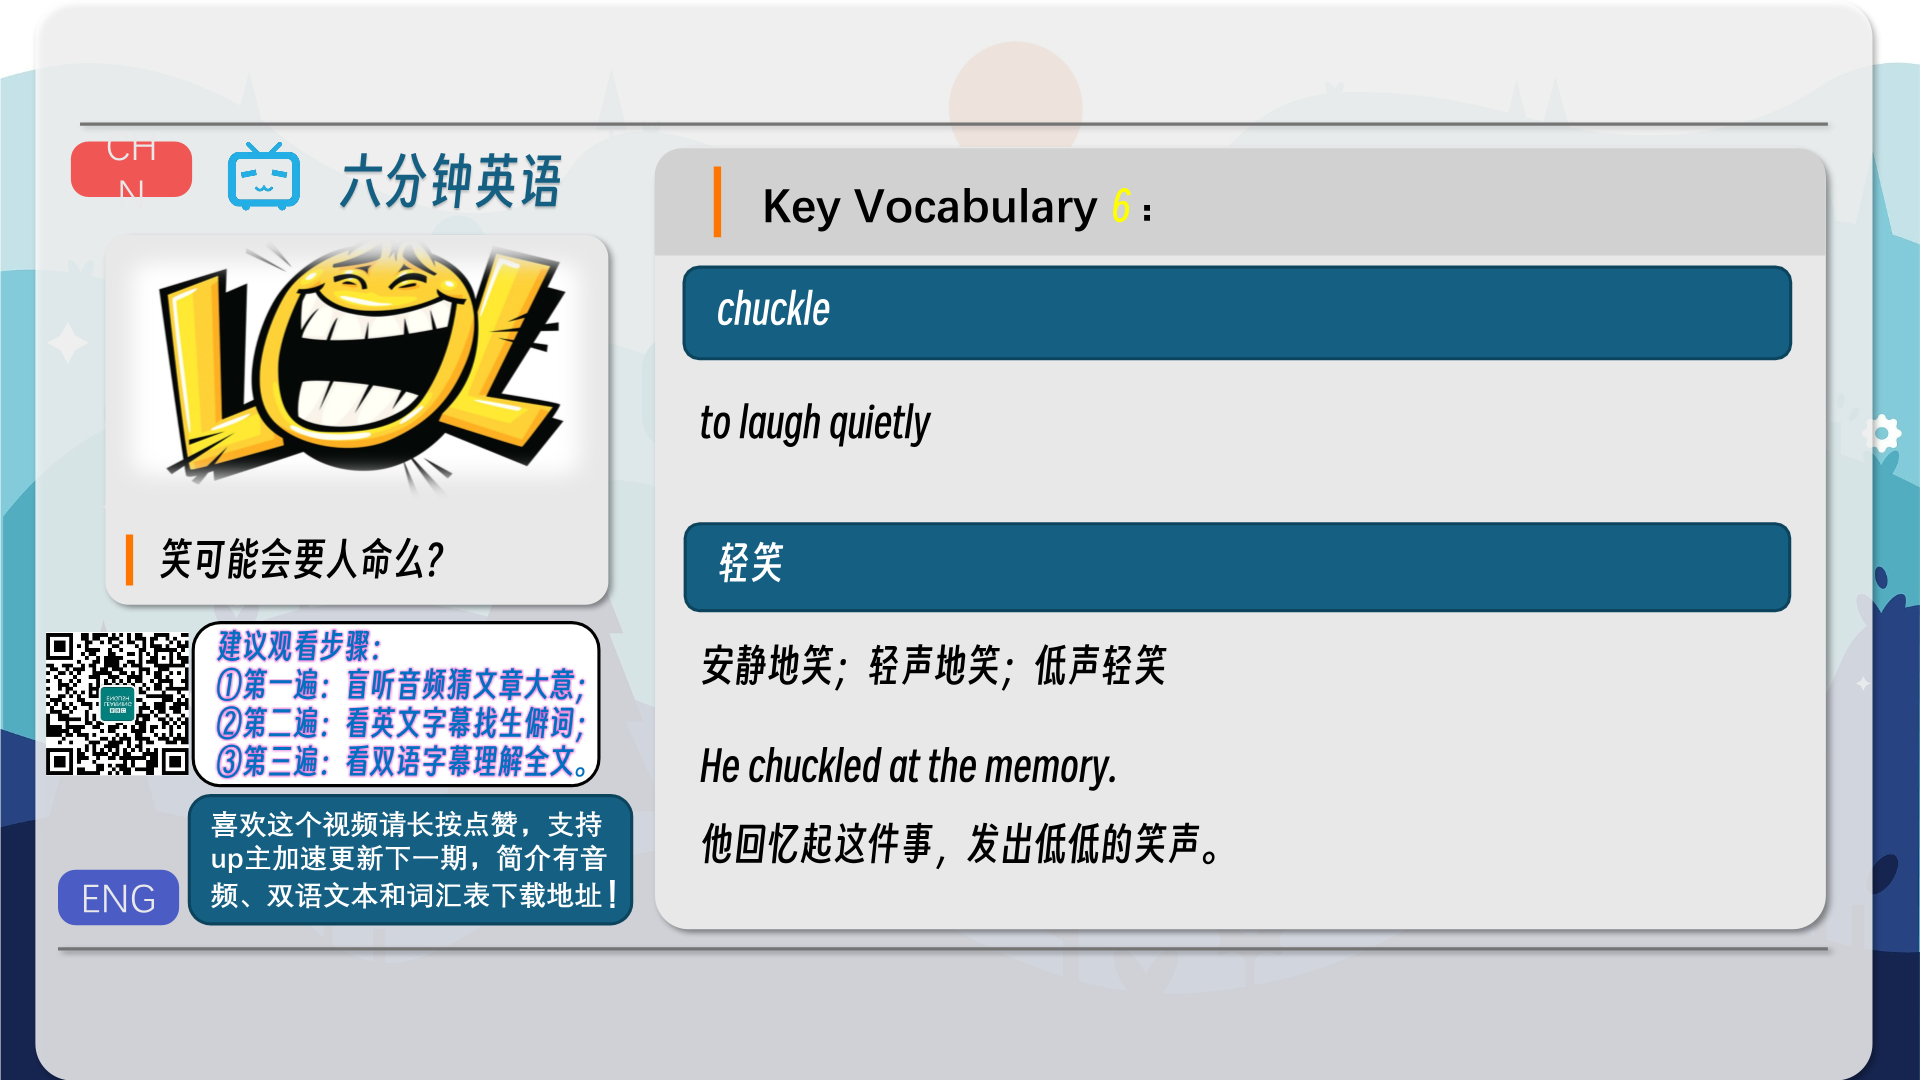 CH
N
六分钟英语
LOL
笑可能会要人命么？
建议观看步骤：
①第一遍：盲听音频猜文章大意；
②第二遍：看英文字幕找生僻词；
③第三遍：看双语字幕理解全文。
喜欢这个视频请长按点赞，支持
up主加速更新下一期，简介有音
频、双语文本和词汇表下载地址！
ENG
Key Vocabulary 6：
chuckle
to laugh quietly
轻笑
安静地笑；轻声地笑；低声轻笑
He chuckled at the memory.
他回忆起这件事，发出低低的笑声。